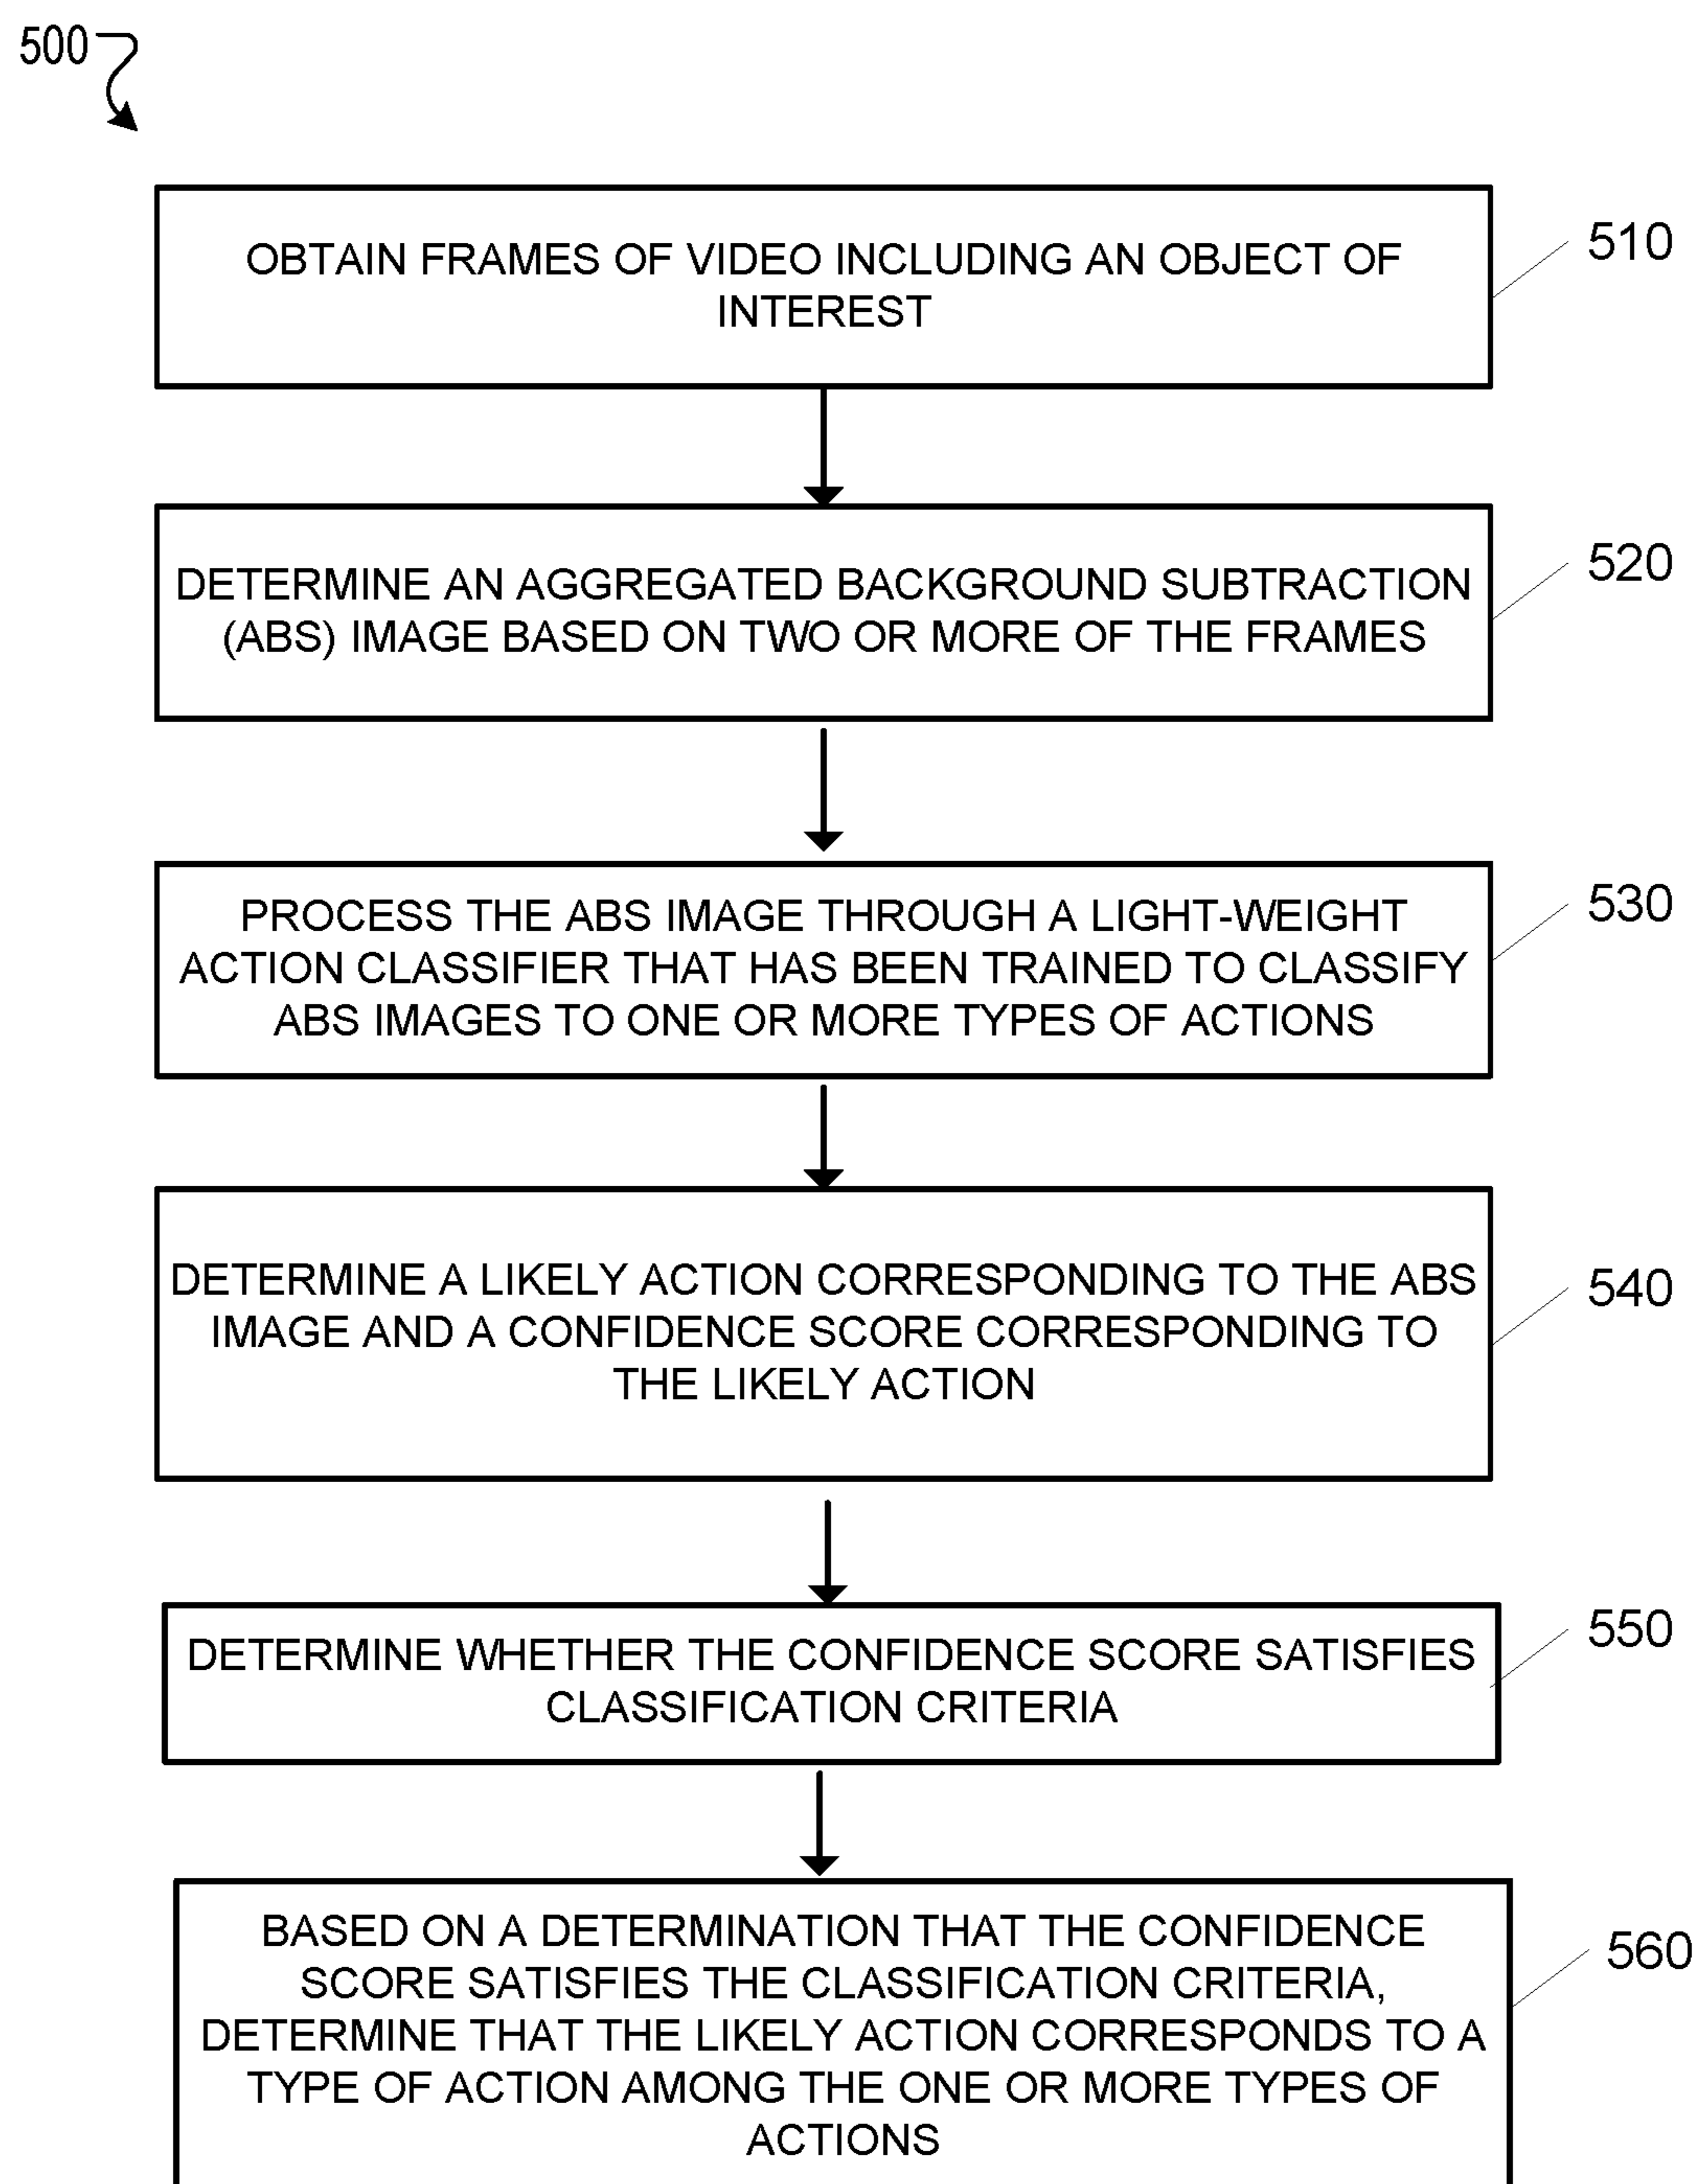 500
OBTAIN FRAMES OF VIDEO INCLUDING AN OBJECT OF
INTEREST
510
DETERMINE AN AGGREGATED BACKGROUND SUBTRACTION
(ABS) IMAGE BASED ON TWO OR MORE OF THE FRAMES
520
PROCESS THE ABS IMAGE THROUGH A LIGHT-WEIGHT
ACTION CLASSIFIER THAT HAS BEEN TRAINED TO CLASSIFY
ABS IMAGES TO ONE OR MORE TYPES OF ACTIONS
530
DETERMINE A LIKELY ACTION CORRESPONDING TO THE ABS
IMAGE AND A CONFIDENCE SCORE CORRESPONDING TO
THE LIKELY ACTION
540
DETERMINE WHETHER THE CONFIDENCE SCORE SATISFIES
CLASSIFICATION CRITERIA
550
BASED ON A DETERMINATION THAT THE CONFIDENCE
SCORE SATISFIES THE CLASSIFICATION CRITERIA,
DETERMINE THAT THE LIKELY ACTION CORRESPONDS TO A
TYPE OF ACTION AMONG THE ONE OR MORE TYPES OF
ACTIONS
560